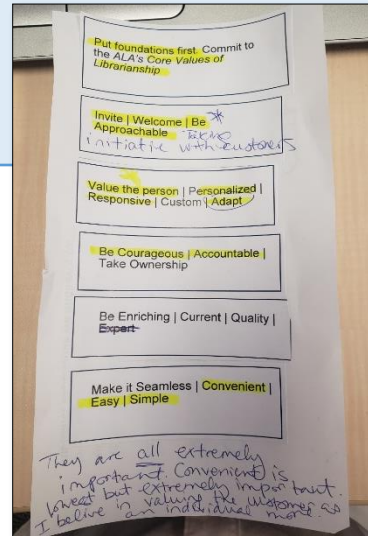 Put foundations first. Commit to
the ALA's Core Values of
Librarianship
Invite | Welcome | Be *
Approachable Taking
initiative with customers
Value the person | Personalized |
Responsive | Custom | Adapt
Be Courageous | Accountable |
Take Ownership
Be Enriching | Current | Quality |
Expert
Make it Seamless | Convenient |
Easy | Simple
They are all extremely
important. Convenient is
lowest but extremely important.
I belive in valuing the customer as
an individual more.